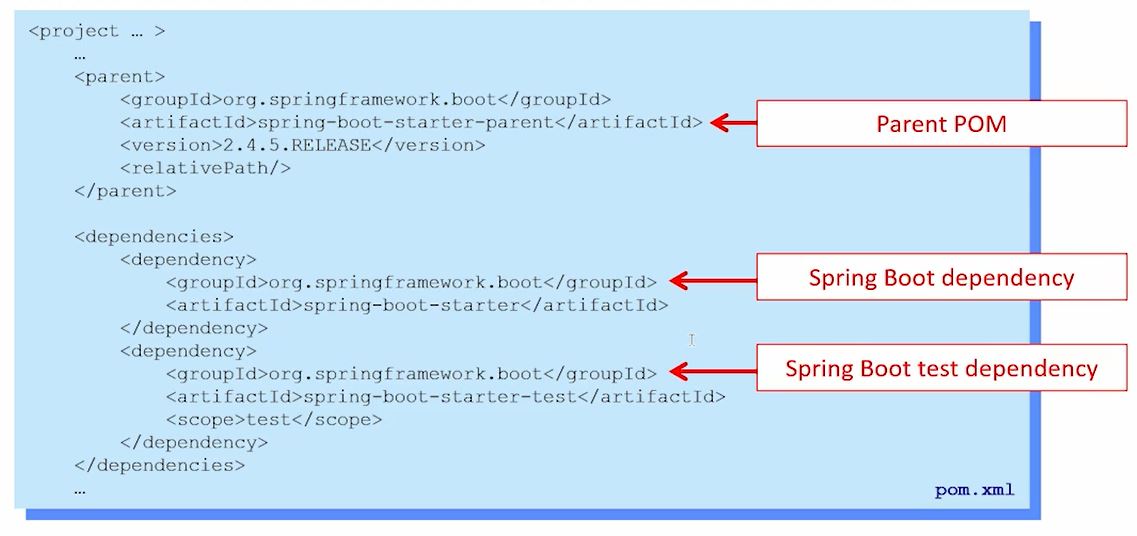 <project … >
…
<parent>
<groupId>org.springframework.boot</groupId>
<artifactId>spring-boot-starter-parent</artifactId>
Parent POM
<version>2.4.5.RELEASE</version>
<relativePath/>
</parent>
<dependencies>
<dependency>
<groupId>org.springframework.boot</groupId>
Spring Boot dependency
<artifactId>spring-boot-starter</artifactId>
</dependency>
<dependency>
<groupId>org.springframework.boot</groupId>
Spring Boot test dependency
<artifactId>spring-boot-starter-test</artifactId>
<scope>test</scope>
</dependency>
</dependencies>
…
pom.xml